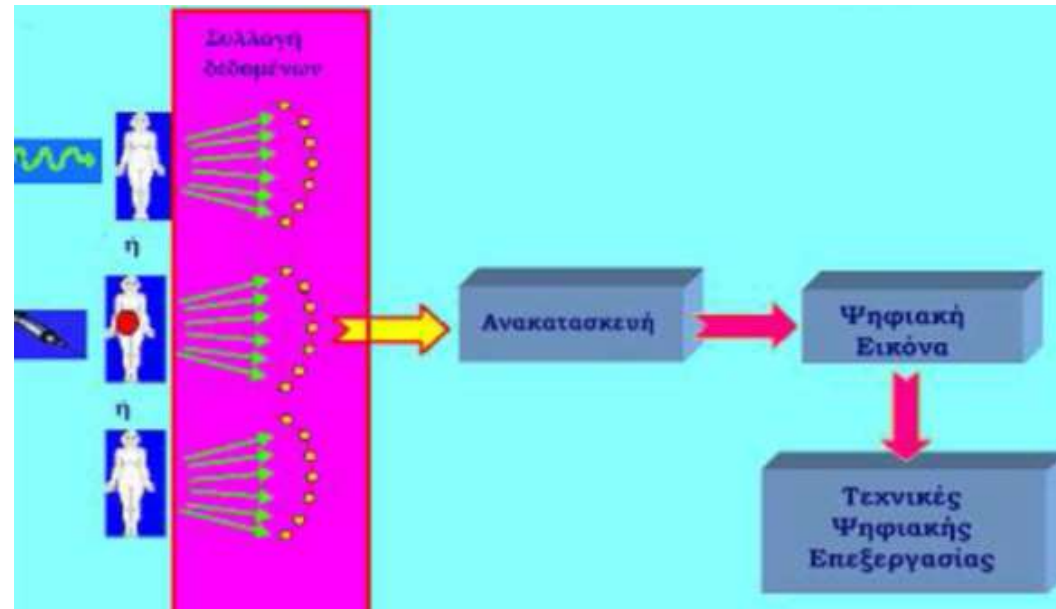 Συλλογή
δεδομένων
ή
ή
Ανακατασκευή
Ψηφιακή
Εικόνα
Τεχνικές
Ψηφιακής
Επεξεργασίας